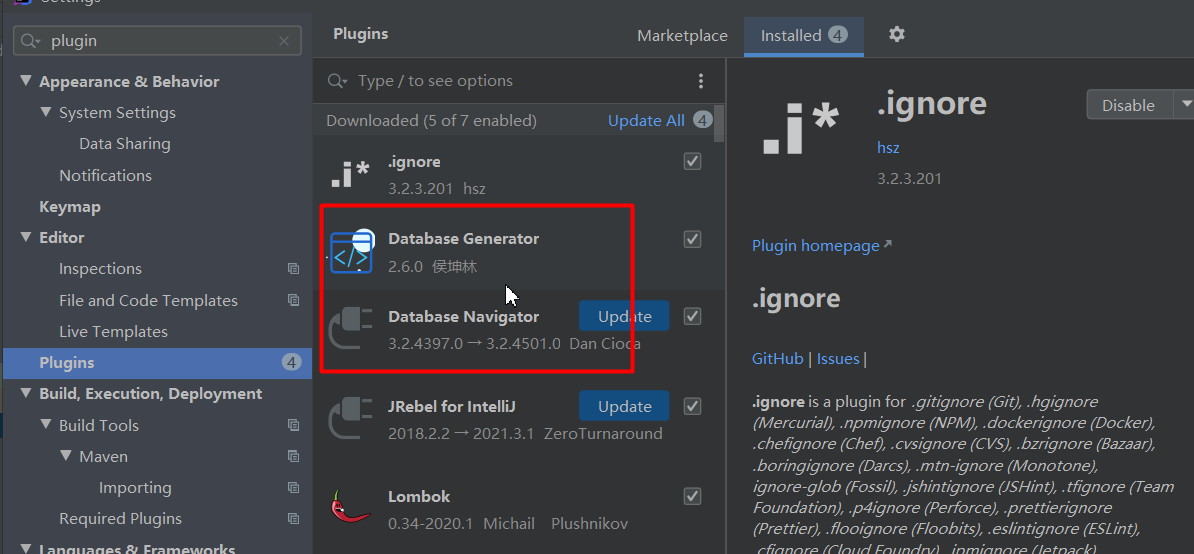 Settings
plugin
Appearance & Behavior
System Settings
Data Sharing
Notifications
Keymap
Editor
Inspections
File and Code Templates
Live Templates
Plugins 4
Build, Execution, Deployment
Build Tools
Maven
Importing
Required Plugins
Languages & Frameworks
Plugins
Marketplace
Installed 4
Type / to see options
Downloaded (5 of 7 enabled) Update All 4
.i* .ignore
3.2.3.201 hsz
</> Database Generator
2.6.0 侯坤林
Database Navigator Update
3.2.4397.0 → 3.2.4501.0 Dan Cioca
JRebel for IntelliJ Update
2018.2.2 → 2021.3.1 ZeroTurnaround
Lombok
0.34-2020.1 Michail Plushnikov
.i* .ignore Disable
hsz
3.2.3.201
Plugin homepage ↗
.ignore
GitHub | Issues |
.ignore is a plugin for .gitignore (Git), .hgignore
(Mercurial), .npmignore (NPM), .dockerignore (Docker),
.chefignore (Chef), .cvsignore (CVS), .bzrignore (Bazaar),
.boringignore (Darcs), .mtn-ignore (Monotone),
ignore-glob (Fossil), .jshintignore (JSHint), .tfignore (Team
Foundation), .p4ignore (Perforce), .prettierignore
(Prettier), .flooignore (Floobits), .eslintignore (ESLint),
.cfignore (Cloud Foundry), .jpmignore (Jetpack)